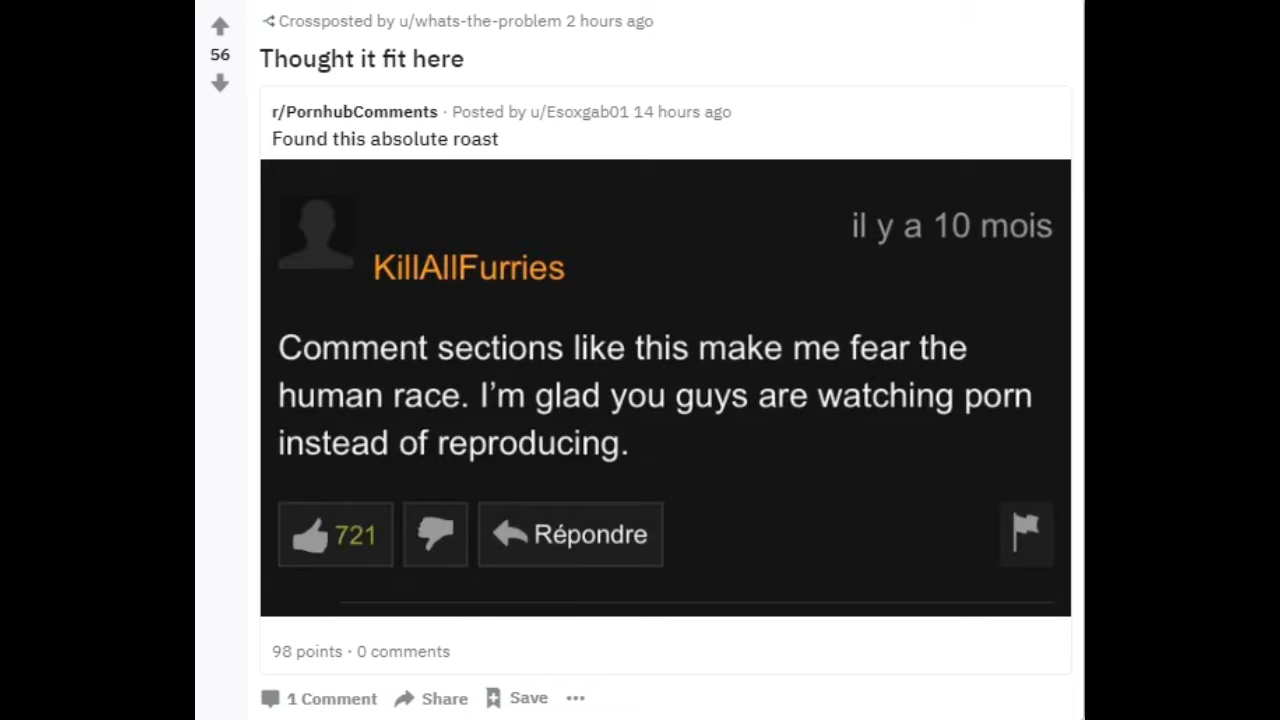 Crossposted by u/whats-the-problem 2 hours ago
56
Thought it fit here
r/PornhubComments · Posted by u/Esoxgab01 14 hours ago
Found this absolute roast
il y a 10 mois
KillAllFurries
Comment sections like this make me fear the
human race. I'm glad you guys are watching porn
instead of reproducing.
721
Répondre
98 points · 0 comments
1 Comment Share Save ···